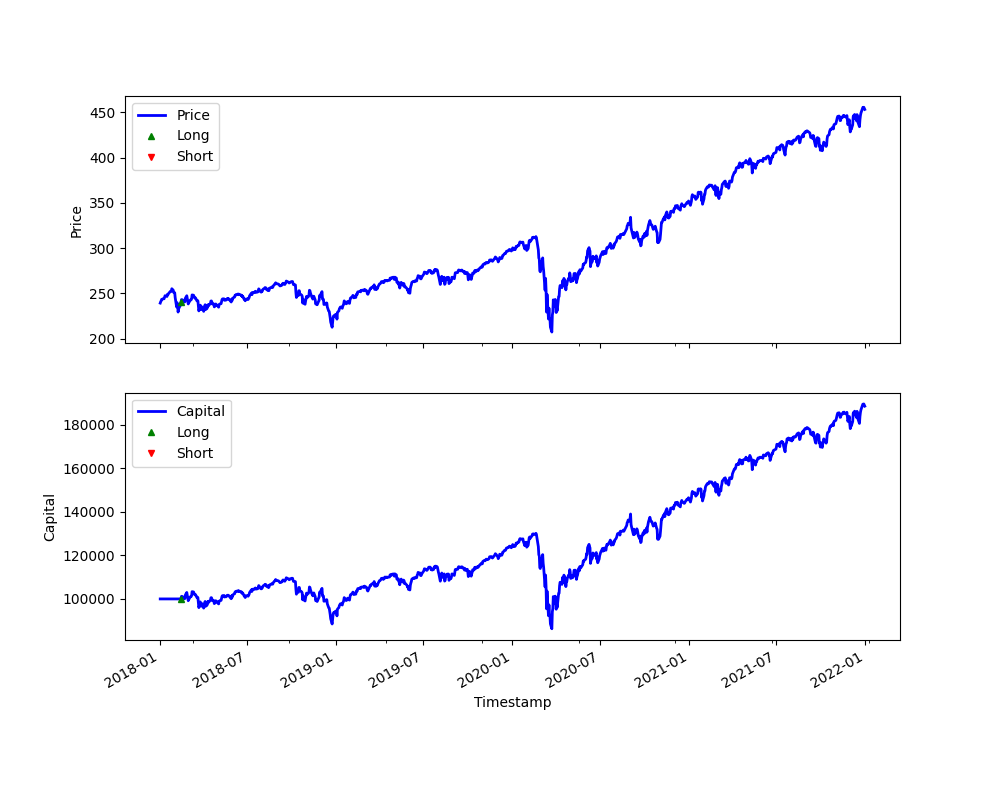 450
400
350
300
250
200
Price
Price
Long
Short
180000
160000
140000
120000
100000
Capital
Capital
Long
Short
2018-01
2018-07
2019-01
2019-07
2020-01
2020-07
2021-01
2021-07
2022-01
Timestamp